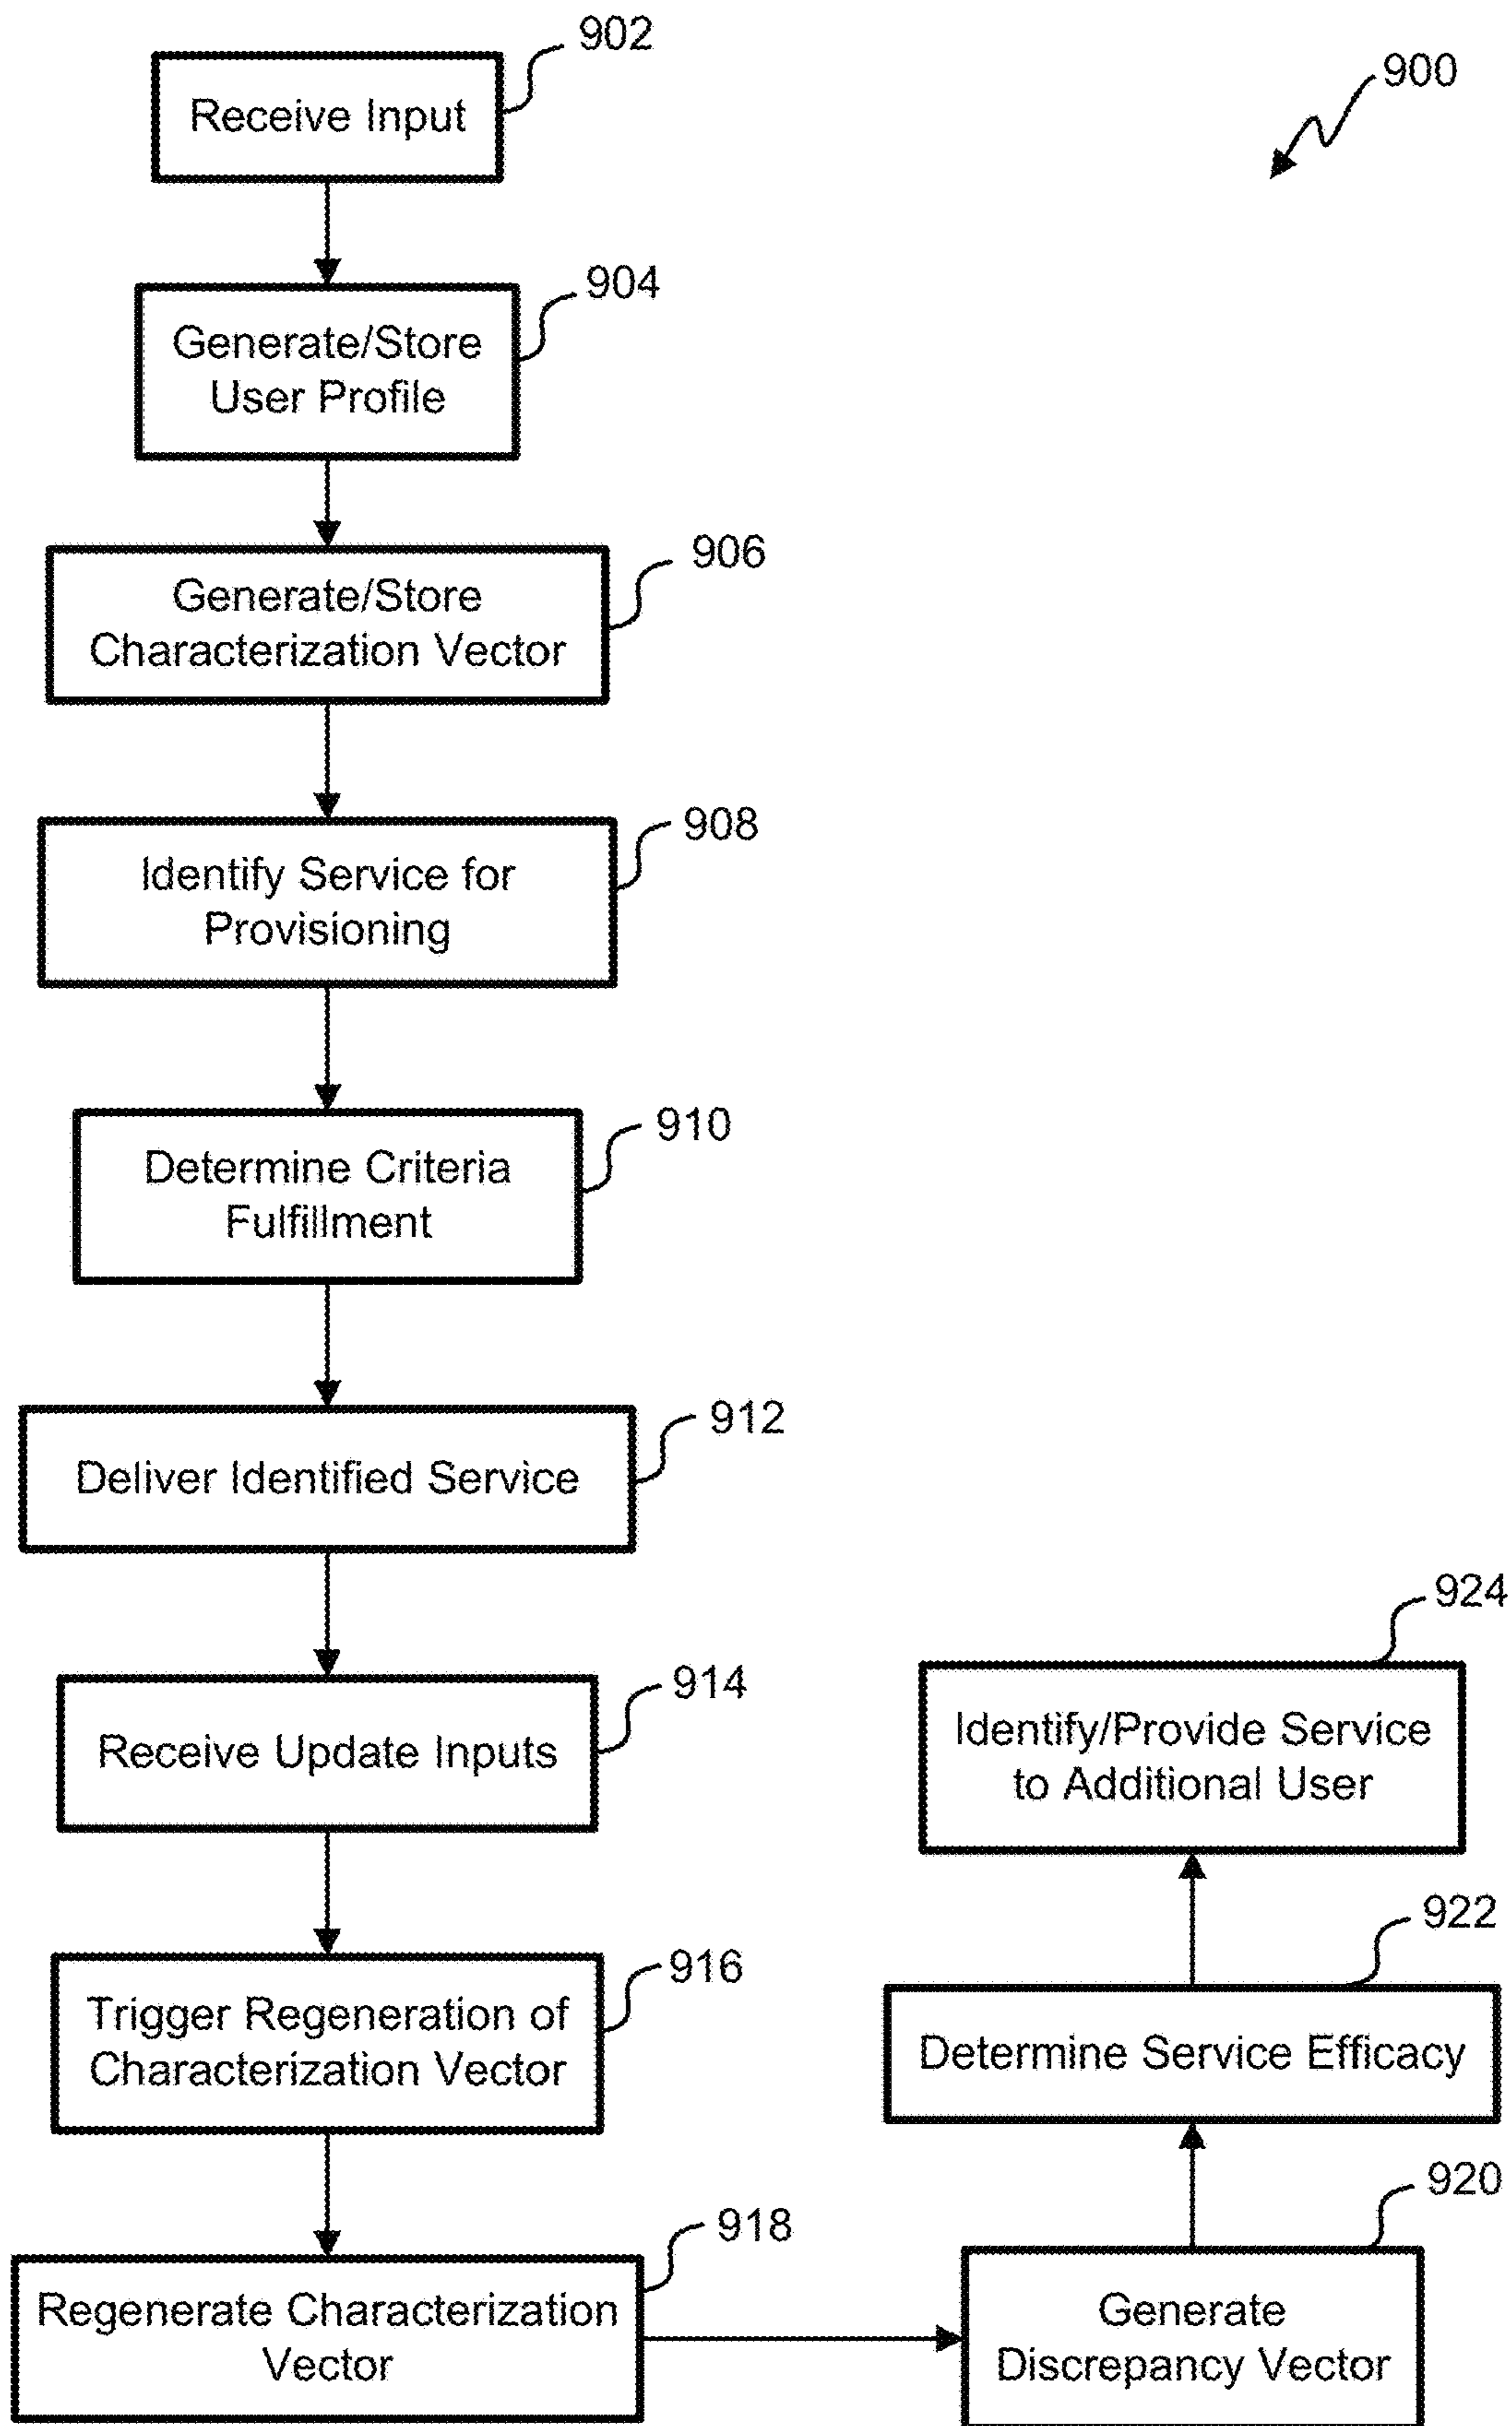 902
Receive Input
900
904
Generate/Store
User Profile
906
Generate/Store
Characterization Vector
908
Identify Service for
Provisioning
910
Determine Criteria
Fulfillment
912
Deliver Identified Service
914
Receive Update Inputs
916
Trigger Regeneration of
Characterization Vector
918
Regenerate Characterization
Vector
920
Generate
Discrepancy Vector
922
Determine Service Efficacy
924
Identify/Provide Service
to Additional User